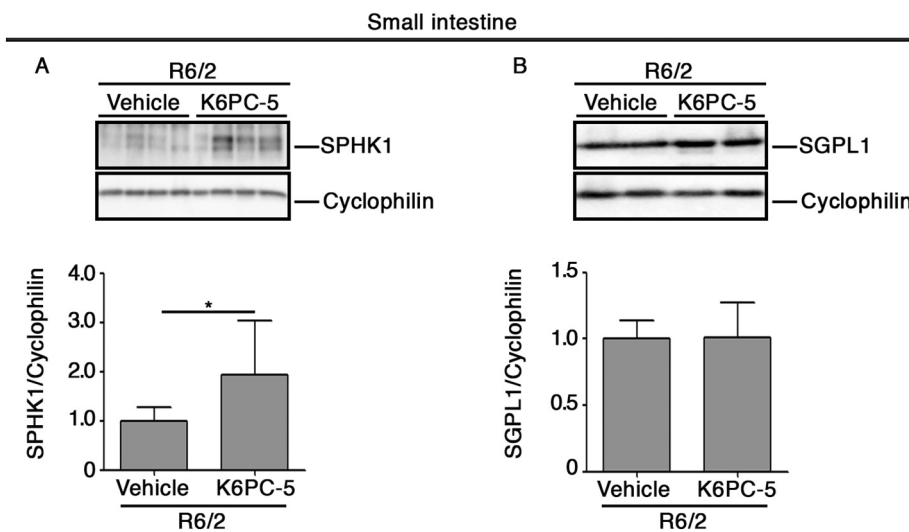 Small intestine
A
R6/2
Vehicle K6PC-5
SPHK1
Cyclophilin
4.0
3.0
2.0
1.0
0
SPHK1/Cyclophilin
*
Vehicle K6PC-5
R6/2
B
R6/2
Vehicle K6PC-5
SGPL1
Cyclophilin
1.5
1.0
0.5
0
SGPL1/Cyclophilin
Vehicle K6PC-5
R6/2